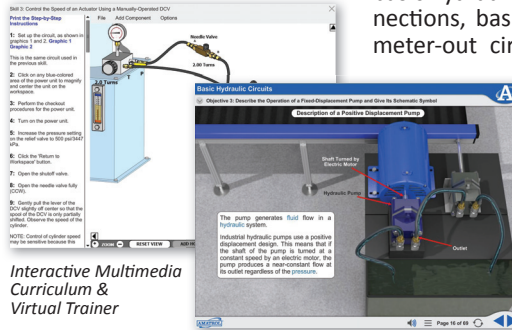 Skill 3: Control the Speed of an Actuator Using a Manually-Operated DCV
Print the Step-by-Step
Instructions
1: Set up the circuit, as shown in
graphics 1 and 2. Graphic 1
Graphic 2
This is the same circuit used in
the previous skill.
2: Click on any blue-colored
area of the power unit to magnify
and center the unit on the
workspace.
3: Perform the checkout
procedures for the power unit.
4: Turn on the power unit.
5: Increase the pressure setting
on the relief valve to 500 psi/3447
kPa.
6: Click the 'Return to
Workspace' button.
7: Open the shutoff valve.
8: Open the needle valve fully
(CCW).
9: Gently pull the lever of the
DCV slightly off center so that the
spool of the DCV is only partially
shifted. Observe the speed of the
cylinder.
NOTE: Control of cylinder speed
may be sensitive because this
File Add Component Options
Needle Valve
2.00 Turns
2.0 Turns
T P
ZOOM
RESET VIEW
nections, bas
meter-out cir
Basic Hydraulic Circuits
Objective 3: Describe the Operation of a Fixed-Displacement Pump and Give Its Schematic Symbol
Description of a Positive Displacement Pump
Shaft Turned by
Electric Motor
Hydraulic Pump
Outlet
The pump generates fluid flow in a
hydraulic system.
Industrial hydraulic pumps use a positive
displacement design. This means that if
the shaft of the pump is turned at a
constant speed by an electric motor, the
pump produces a near-constant flow at
its outlet regardless of the pressure.
AMATROL
Page 16 of 68
Interactive Multimedia
Curriculum &
Virtual Trainer